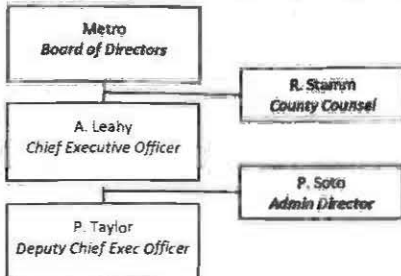 Metro
Board of Directors
R. Stamm
County Counsel
A. Leahy
Chief Executive Officer
P. Soto
Admin Director
P. Taylor
Deputy Chief Exec Officer